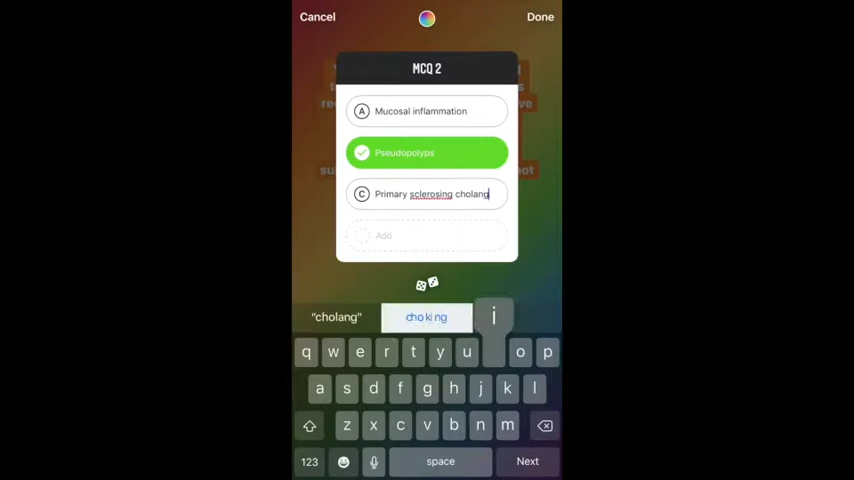 Cancel
Done
MCQ 2
A Mucosal inflammation
Pseudopolyps
C Primary sclerosing cholang
Add
"cholang"
choking
i
q w e r t y u o p
a s d f g h j k l
z x c v b n m
123
space
Next